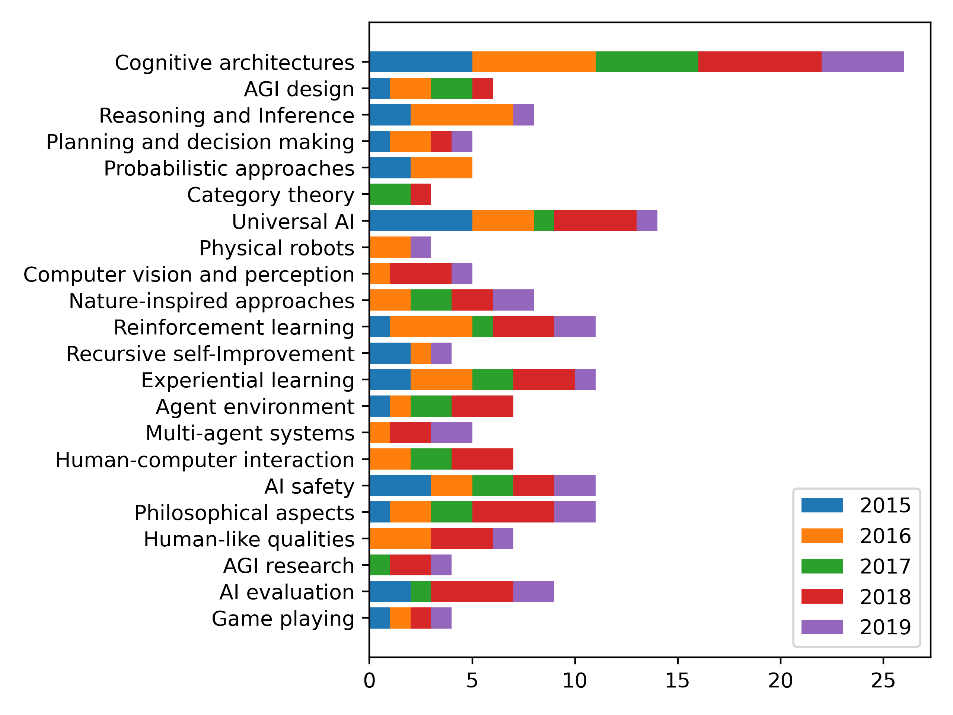 Cognitive architectures
AGI design
Reasoning and Inference
Planning and decision making
Probabilistic approaches
Category theory
Universal AI
Physical robots
Computer vision and perception
Nature-inspired approaches
Reinforcement learning
Recursive self-Improvement
Experiential learning
Agent environment
Multi-agent systems
Human-computer interaction
AI safety
Philosophical aspects
Human-like qualities
AGI research
AI evaluation
Game playing
2015
2016
2017
2018
2019
0 5 10 15 20 25